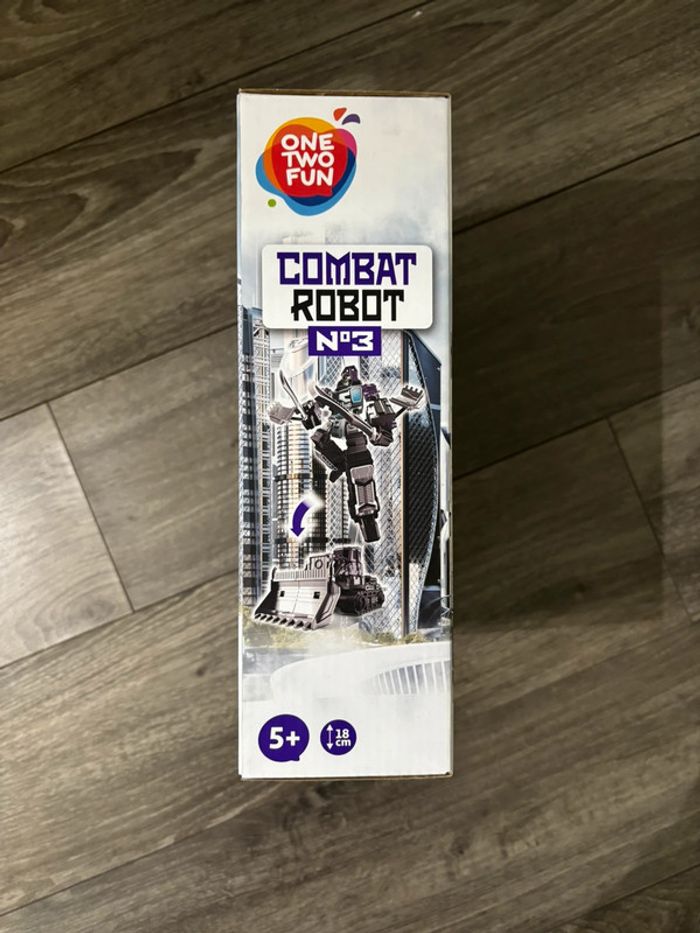 ONE
TWO
FUN
COMBAT
ROBOT
Nº3
5+
18
cm